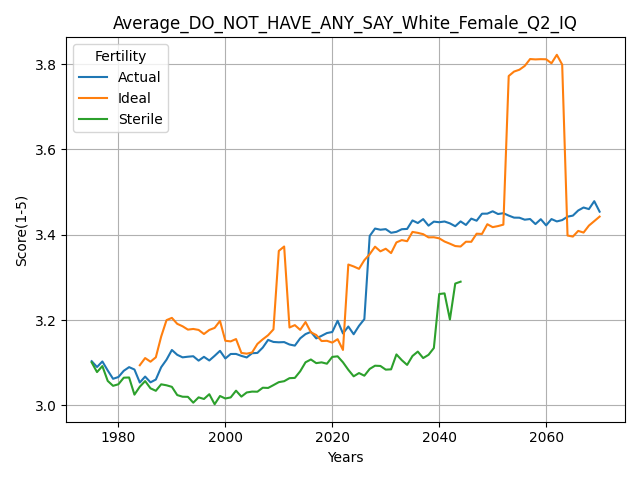 Average_DO_NOT_HAVE_ANY_SAY_White_Female_Q2_IQ
Fertility
Actual
Ideal
Sterile
Score(1-5)
3.8
3.6
3.4
3.2
3.0
1980 2000 2020 2040 2060
Years